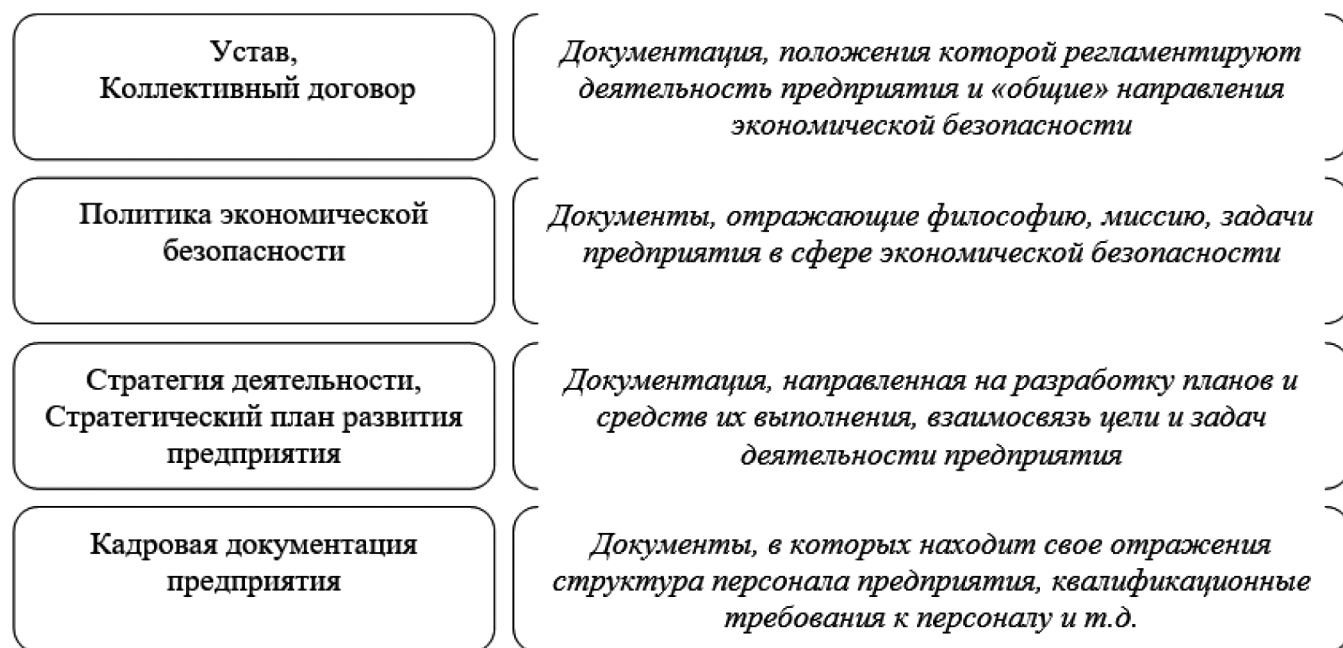 Устав,
Коллективный договор
Документация, положения которой регламентируют
деятельность предприятия и «общие» направления
экономической безопасности
Политика экономической
безопасности
Документы, отражающие философию, миссию, задачи
предприятия в сфере экономической безопасности
Стратегия деятельности,
Стратегический план развития
предприятия
Документация, направленная на разработку планов и
средств их выполнения, взаимосвязь цели и задач
деятельности предприятия
Кадровая документация
предприятия
Документы, в которых находит свое отражения
структура персонала предприятия, квалификационные
требования к персоналу и т.д.